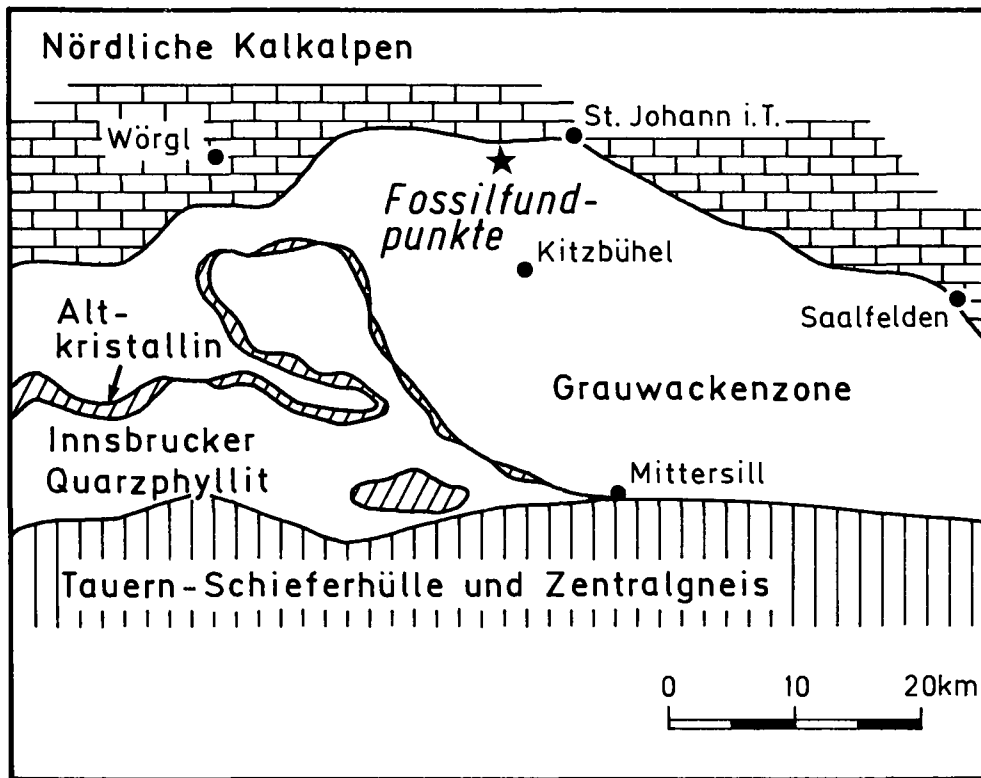 Nördliche Kalkalpen
St. Johann i.T.
Wörgl
Fossilfund-
punkte
Kitzbühel
Saalfelden
Alt-
kristallin
Grauwackenzone
Innsbrucker
Quarzphyllit
Mittersill
Tauern-Schieferhülle und Zentralgneis
0 10 20km